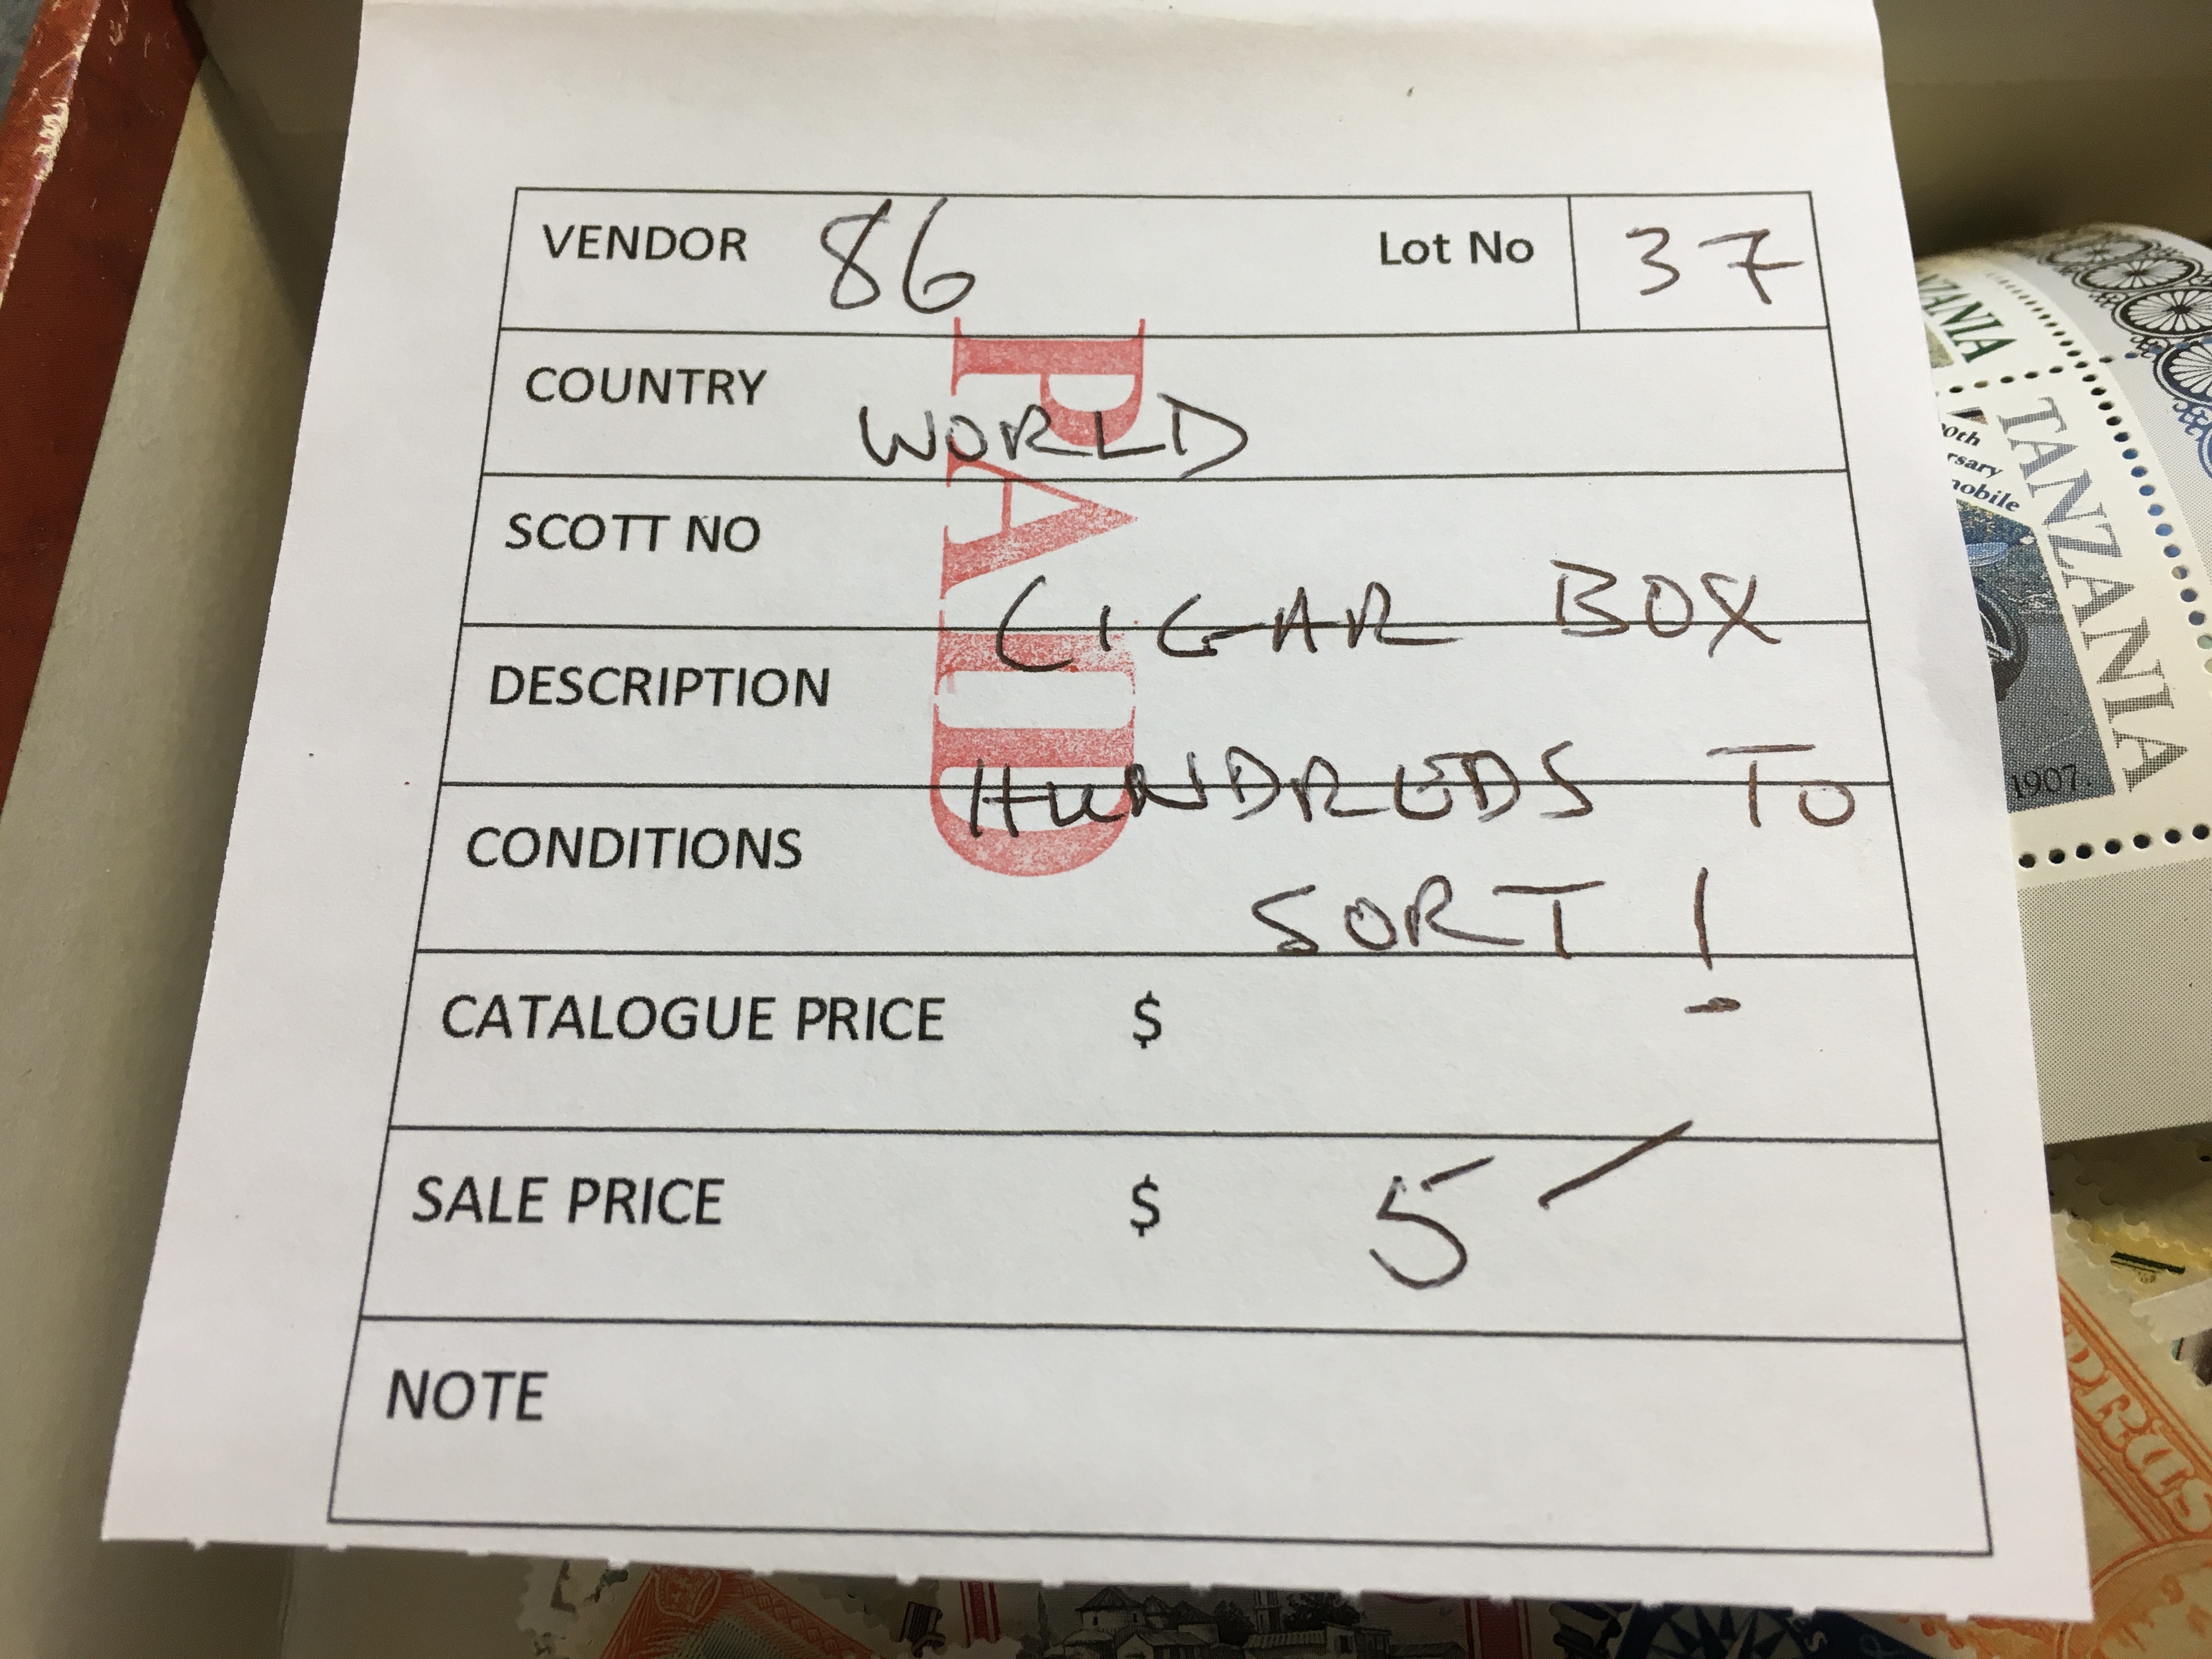 VENDOR 86 Lot No 37
COUNTRY WORLD
SCOTT NO
CIGAR BOX
DESCRIPTION
HUNDREDS TO
CONDITIONS
SORT!
CATALOGUE PRICE $
SALE PRICE $ 5/
NOTE
PAID
TANZANIA
TANZANIA
1907.